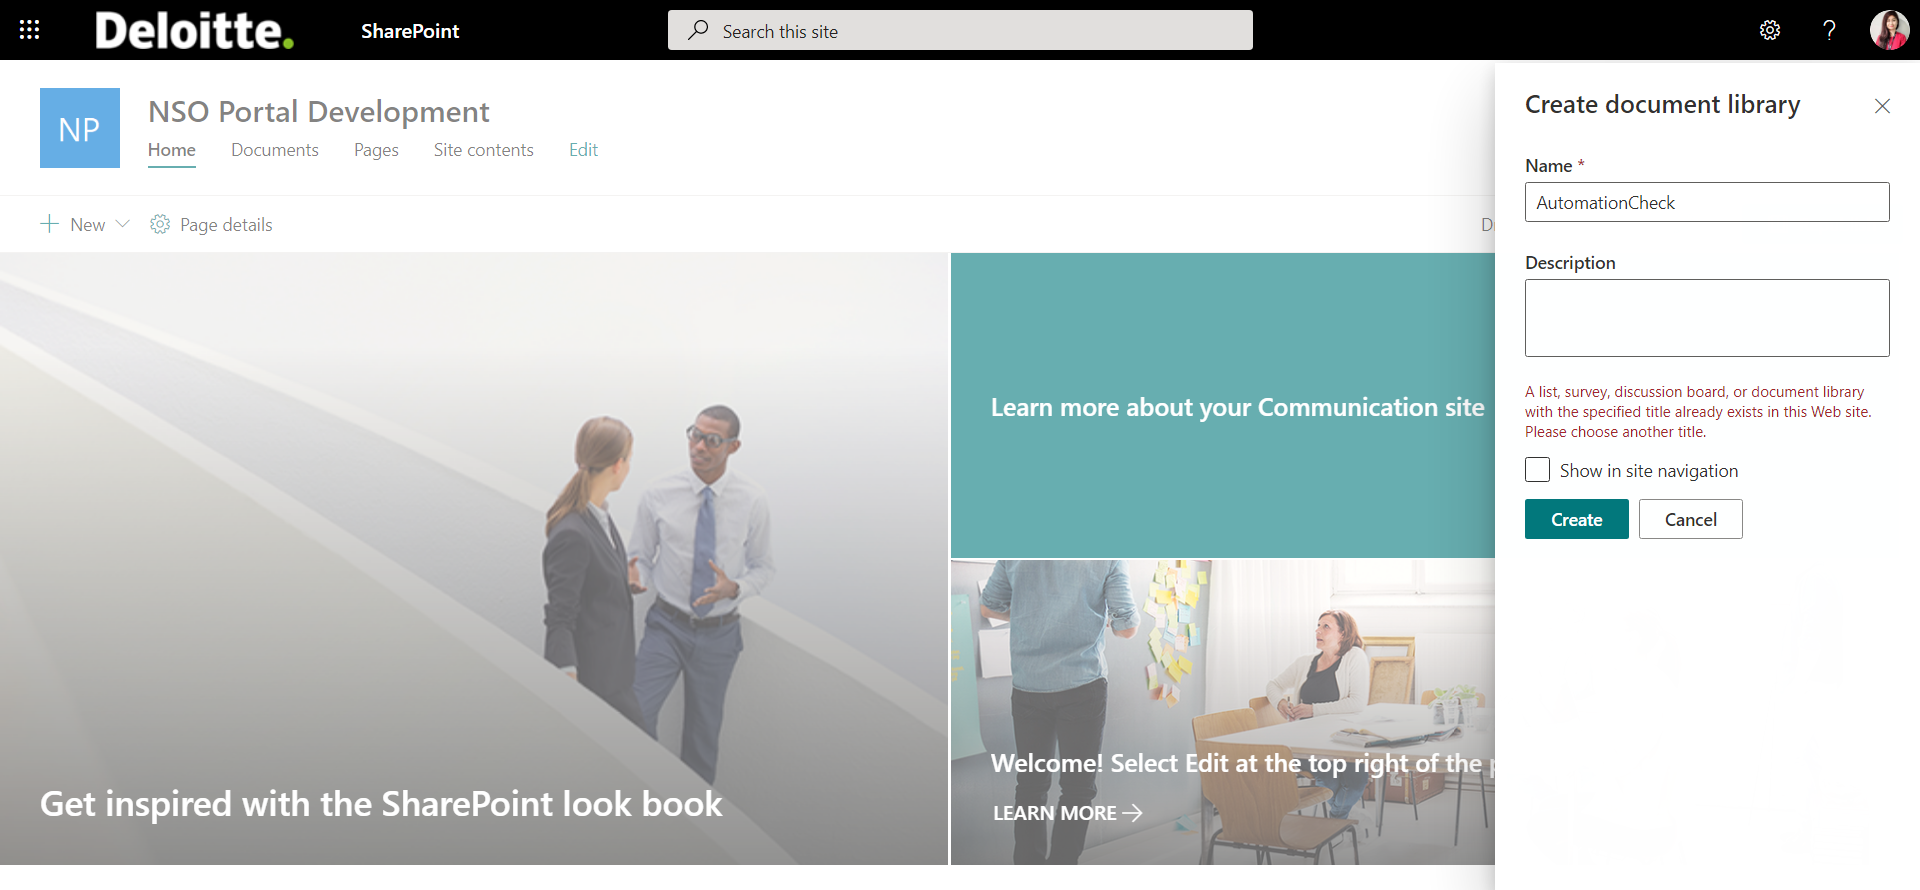 Deloitte.
SharePoint
Search this site
?
NP
NSO Portal Development
Home
Documents
Pages
Site contents
Edit
New
Page details
D
Learn more about your Communication site
Get inspired with the SharePoint look book
Welcome! Select Edit at the top right of the p
LEARN MORE
Create document library
Name *
AutomationCheck
Description
A list, survey, discussion board, or document library
with the specified title already exists in this Web site.
Please choose another title.
Show in site navigation
Create
Cancel